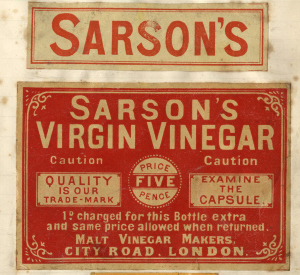 SARSON'S
SARSON'S
VIRGIN VINEGAR
Caution
Caution
PRICE
FIVE
PENCE
QUALITY
IS OUR
TRADE-MARK
EXAMINE
THE
CAPSULE.
1D charged for this Bottle extra
and same price allowed when returned.
MALT VINEGAR MAKERS,
CITY ROAD, LONDON.